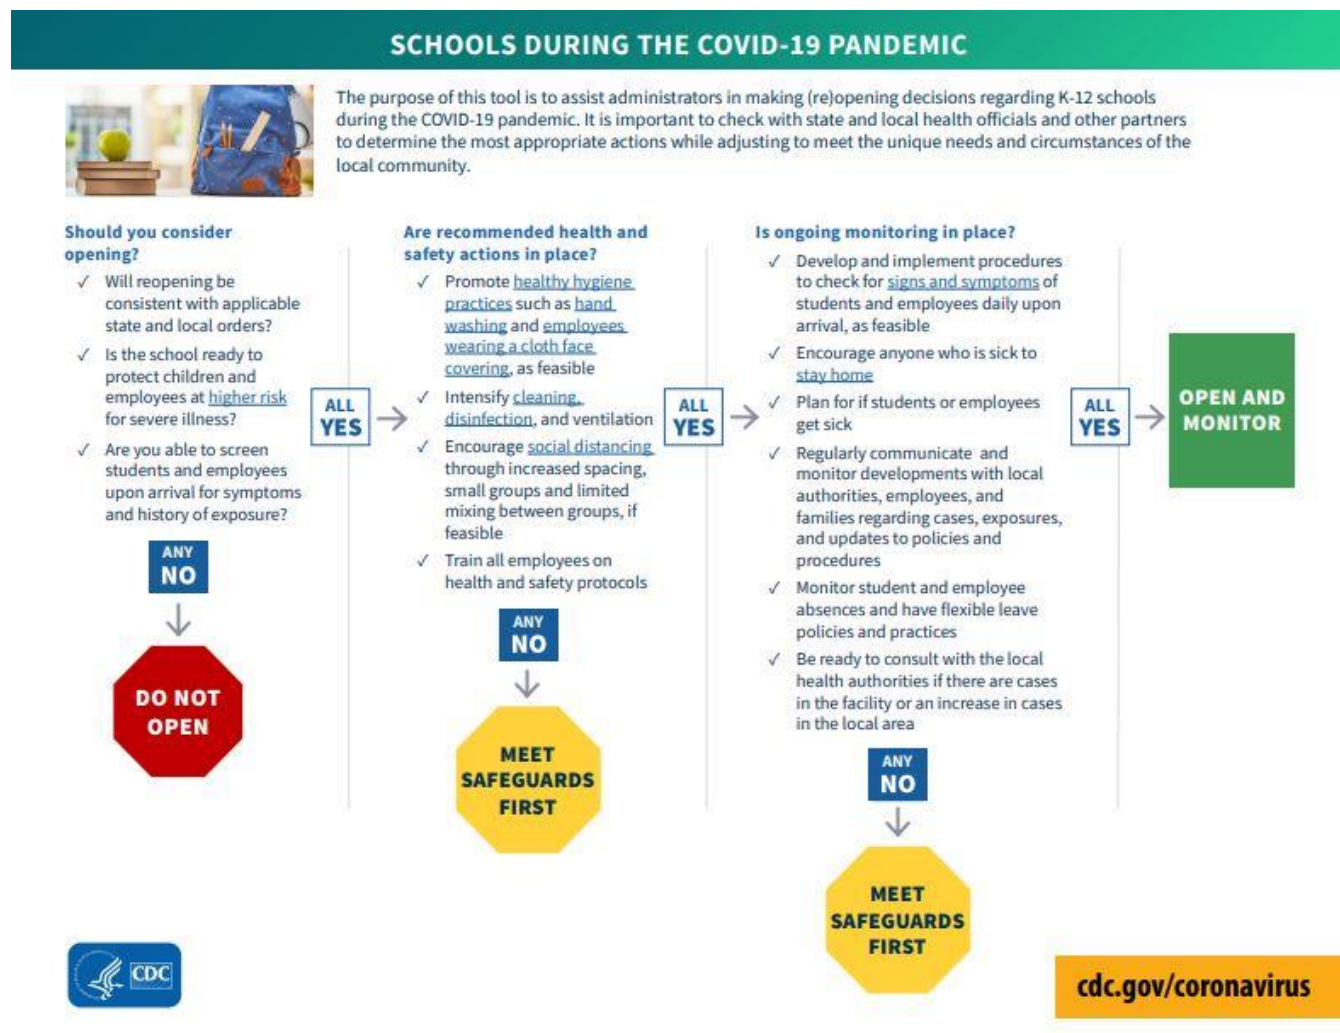 SCHOOLS DURING THE COVID-19 PANDEMIC
The purpose of this tool is to assist administrators in making (re)opening decisions regarding K-12 schools
during the COVID-19 pandemic. It is important to check with state and local health officials and other partners
to determine the most appropriate actions while adjusting to meet the unique needs and circumstances of the
local community.
Should you consider
opening?
✓ Will reopening be
consistent with applicable
state and local orders?
✓ Is the school ready to
protect children and
employees at higher risk
for severe illness?
✓ Are you able to screen
students and employees
upon arrival for symptoms
and history of exposure?
ANY
NO
DO NOT
OPEN
ALL
YES
Are recommended health and
safety actions in place?
✓ Promote healthy hygiene
practices such as hand
washing and employees
wearing a cloth face
covering, as feasible
✓ Intensify cleaning,
disinfection, and ventilation
✓ Encourage social distancing
through increased spacing,
small groups and limited
mixing between groups, if
feasible
✓ Train all employees on
health and safety protocols
ANY
NO
MEET
SAFEGUARDS
FIRST
ALL
YES
Is ongoing monitoring in place?
✓ Develop and implement procedures
to check for signs and symptoms of
students and employees daily upon
arrival, as feasible
✓ Encourage anyone who is sick to
stay home
✓ Plan for if students or employees
get sick
✓ Regularly communicate and
monitor developments with local
authorities, employees, and
families regarding cases, exposures,
and updates to policies and
procedures
✓ Monitor student and employee
absences and have flexible leave
policies and practices
✓ Be ready to consult with the local
health authorities if there are cases
in the facility or an increase in cases
in the local area
ANY
NO
MEET
SAFEGUARDS
FIRST
ALL
YES
OPEN AND
MONITOR
CDC
cdc.gov/coronavirus